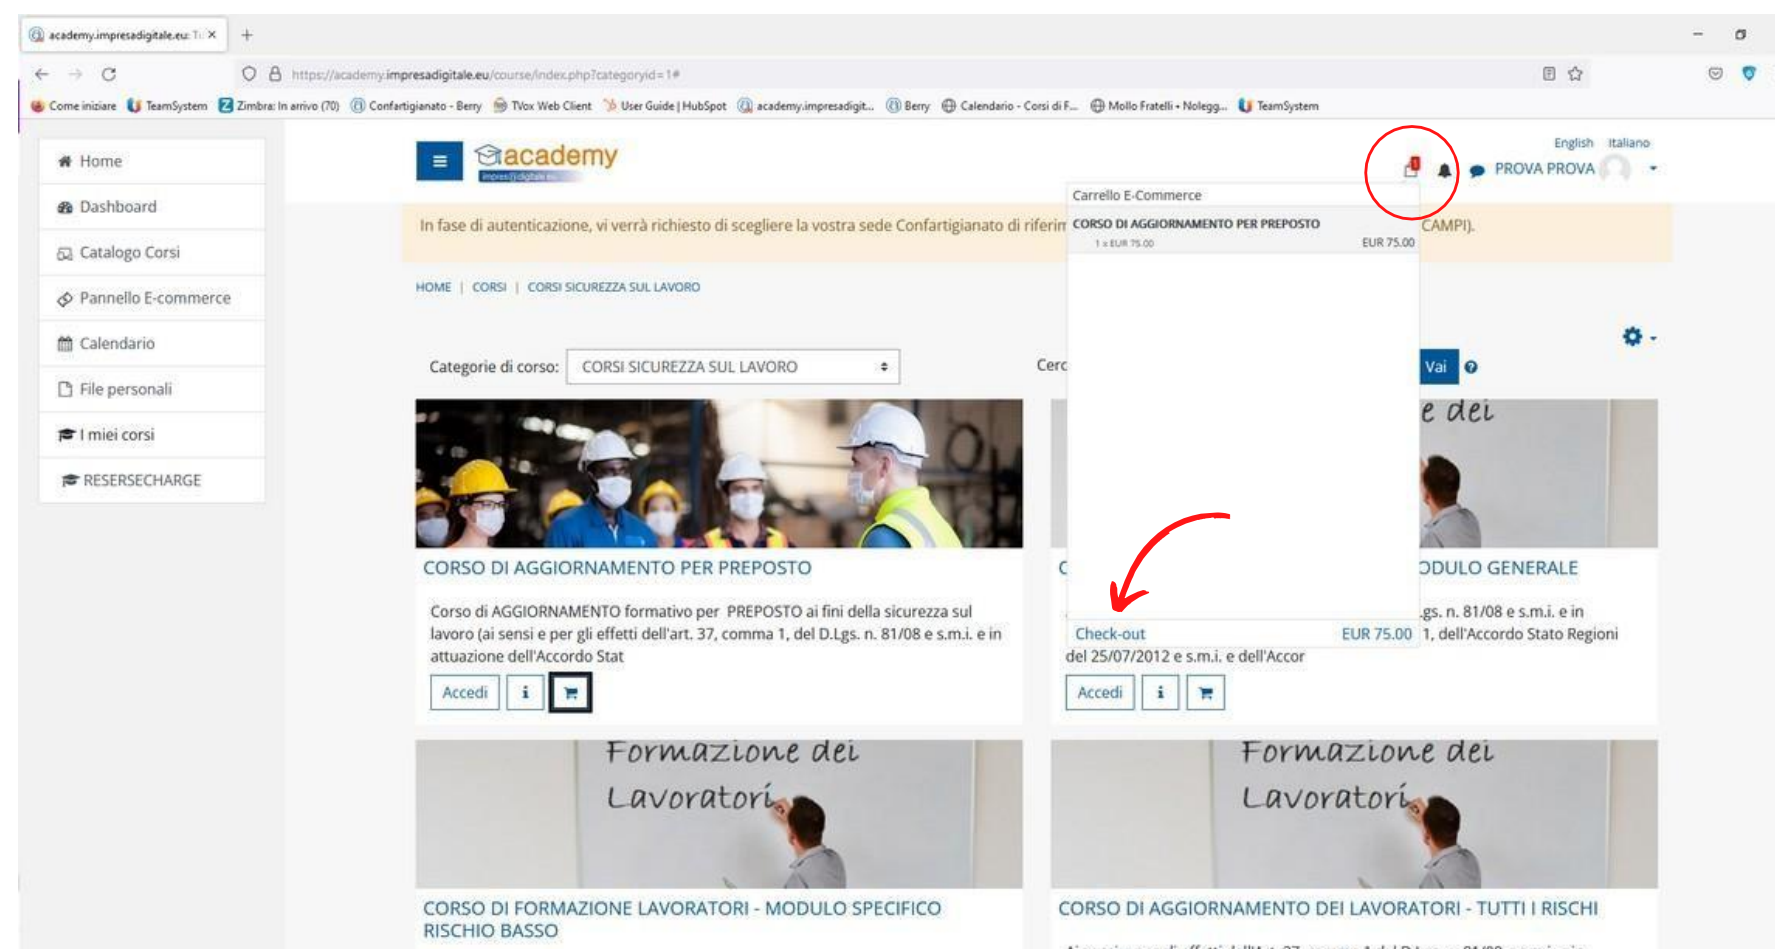 academy.impresadigitale.eu: T
https://academy.impresadigitale.eu/course/index.php?categoryid=1#
Come iniziare TeamSystem Zimbra: In arrivo (70) Confartigianato - Berry TVox Web Client User Guide | HubSpot academy.impresadigit... Berry Calendario - Corsi di F... Mollo Fratelli • Nolegg... TeamSystem
Home
Dashboard
Catalogo Corsi
Pannello E-commerce
Calendario
File personali
I miei corsi
RESERSECHARGE
academy
English Italiano
1
PROVA PROVA
In fase di autenticazione, vi verrà richiesto di scegliere la vostra sede Confartigianato di riferim
CAMPI).
Carrello E-Commerce
CORSO DI AGGIORNAMENTO PER PREPOSTO
1 x EUR 75.00 EUR 75.00
Check-out EUR 75.00
HOME | CORSI | CORSI SICUREZZA SUL LAVORO
Categorie di corso: CORSI SICUREZZA SUL LAVORO
Cerc
Vai
e dei
CORSO DI AGGIORNAMENTO PER PREPOSTO
Corso di AGGIORNAMENTO formativo per PREPOSTO ai fini della sicurezza sul
lavoro (ai sensi e per gli effetti dell'art. 37, comma 1, del D.Lgs. n. 81/08 e s.m.i. e in
attuazione dell'Accordo Stat
Accedi i
ODULO GENERALE
.gs. n. 81/08 e s.m.i. e in
1, dell'Accordo Stato Regioni
del 25/07/2012 e s.m.i. e dell'Accor
Accedi i
Formazione dei
Lavoratori
CORSO DI FORMAZIONE LAVORATORI - MODULO SPECIFICO
RISCHIO BASSO
Formazione dei
Lavoratori
CORSO DI AGGIORNAMENTO DEI LAVORATORI - TUTTI I RISCHI